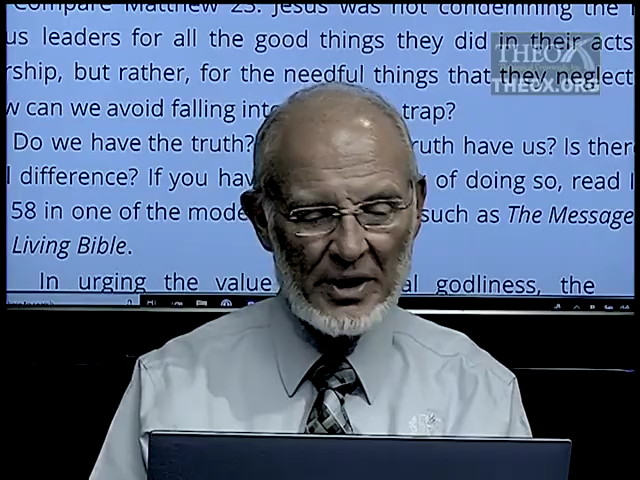 Compare Matthew 23. Jesus was not condemning the
us leaders for all the good things they did in their acts
rship, but rather, for the needful things that they neglect
w can we avoid falling into trap?
Do we have the truth? ruth have us? Is ther
l difference? If you hav of doing so, read I
58 in one of the mode such as The Message
Living Bible.
In urging the value al godliness, the
THEOX
THEOX.ORG